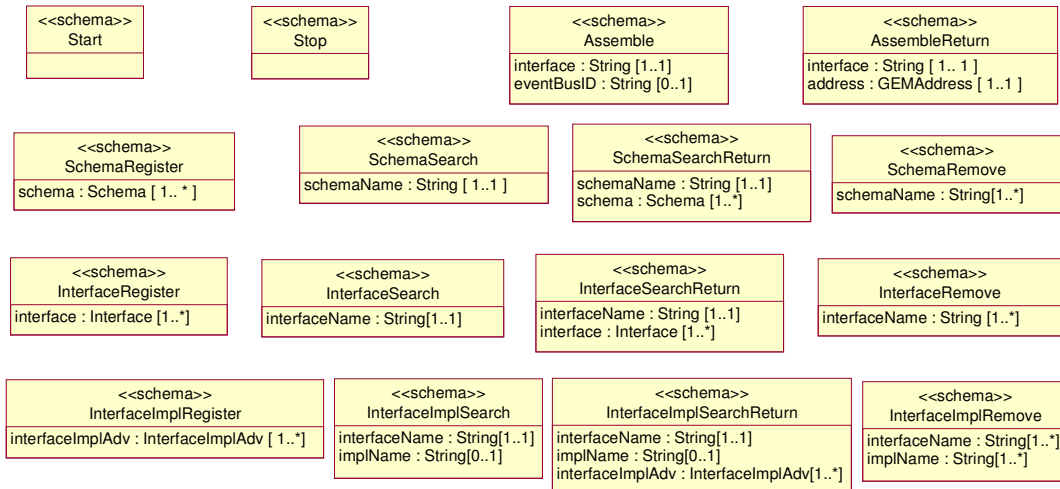 <<schema>>
Start
<<schema>>
Stop
<<schema>>
Assemble
interface : String [1..1]
eventBusID : String [0..1]
<<schema>>
AssembleReturn
interface : String [ 1.. 1 ]
address : GEMAddress [ 1..1 ]
<<schema>>
SchemaRegister
schema : Schema [ 1.. * ]
<<schema>>
SchemaSearch
schemaName : String [ 1..1 ]
<<schema>>
SchemaSearchReturn
schemaName : String [1..1]
schema : Schema [1..*]
<<schema>>
SchemaRemove
schemaName : String[1..*]
<<schema>>
InterfaceRegister
interface : Interface [1..*]
<<schema>>
InterfaceSearch
interfaceName : String[1..1]
<<schema>>
InterfaceSearchReturn
interfaceName : String [1..1]
interface : Interface [1..*]
<<schema>>
InterfaceRemove
interfaceName : String [1..*]
<<schema>>
InterfaceImplRegister
interfaceImplAdv : InterfaceImplAdv [ 1..*]
<<schema>>
InterfaceImplSearch
interfaceName : String[1..1]
implName : String[0..1]
<<schema>>
InterfaceImplSearchReturn
interfaceName : String[1..1]
implName : String[0..1]
interfaceImplAdv : InterfaceImplAdv[1..*]
<<schema>>
InterfaceImplRemove
interfaceName : String[1..*]
implName : String[1..*]